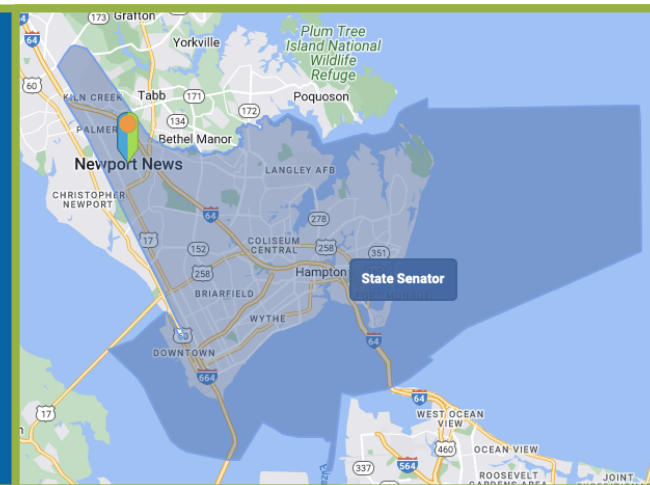 173
Grafton
64
Yorkville
Plum Tree
Island National
Wildlife
Refuge
60
KILN CREEK
Tabb
171
Poquoson
172
134
PALMER
Bethel Manor
Newport News
LANGLEY AFB
CHRISTOPHER
NEWPORT
64
278
17
152
COLISEUM
CENTRAL
258
351
258
Hampton
State Senator
BRIARFIELD
WYTHE
64
DOWNTOWN
664
64
17
WEST OCEAN
VIEW
460
OCEAN VIEW
337
564
ROOSEVELT
GARDENS AREA
JOINT